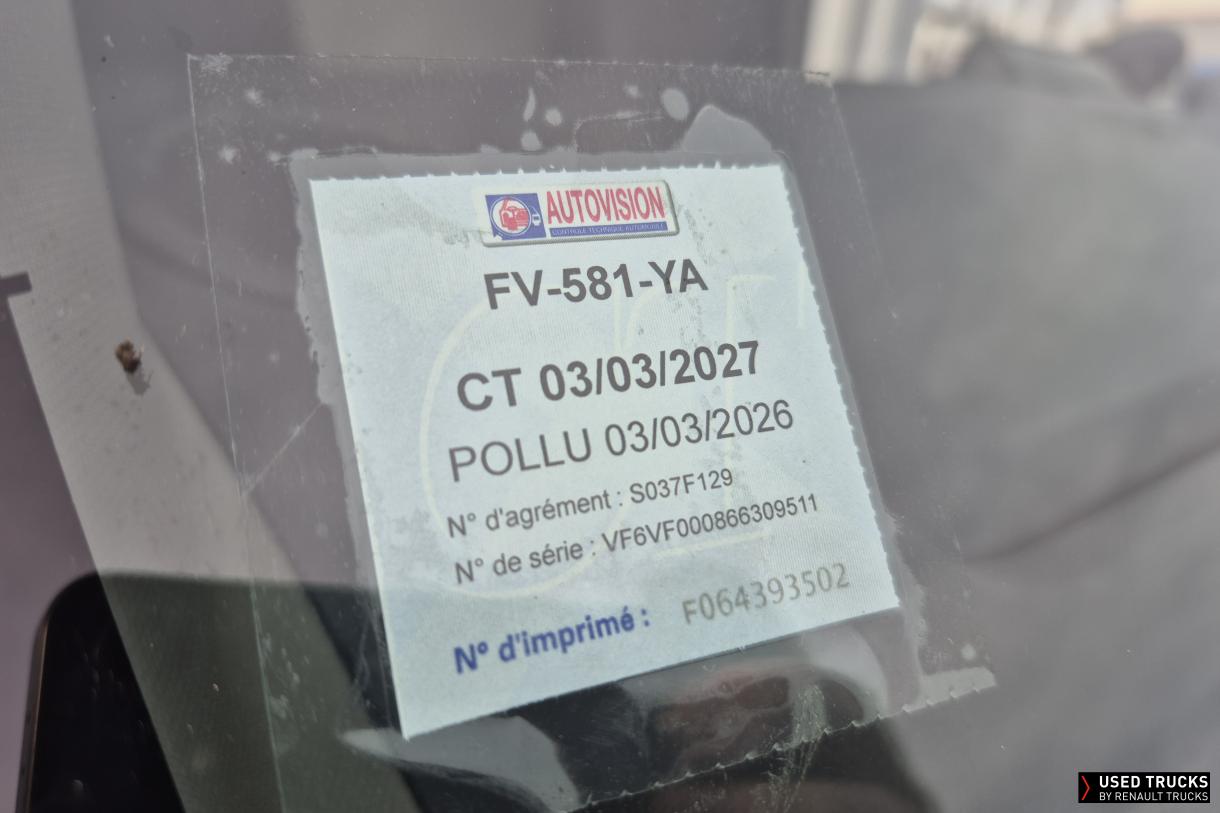 AUTOVISION
CONTROLE TECHNIQUE AUTOMOBILE
FV-581-YA
CT 03/03/2027
POLLU 03/03/2026
N° d'agrément : S037F129
N° de série : VF6VF000866309511
N° d'imprimé : F064393502
USED TRUCKS
BY RENAULT TRUCKS